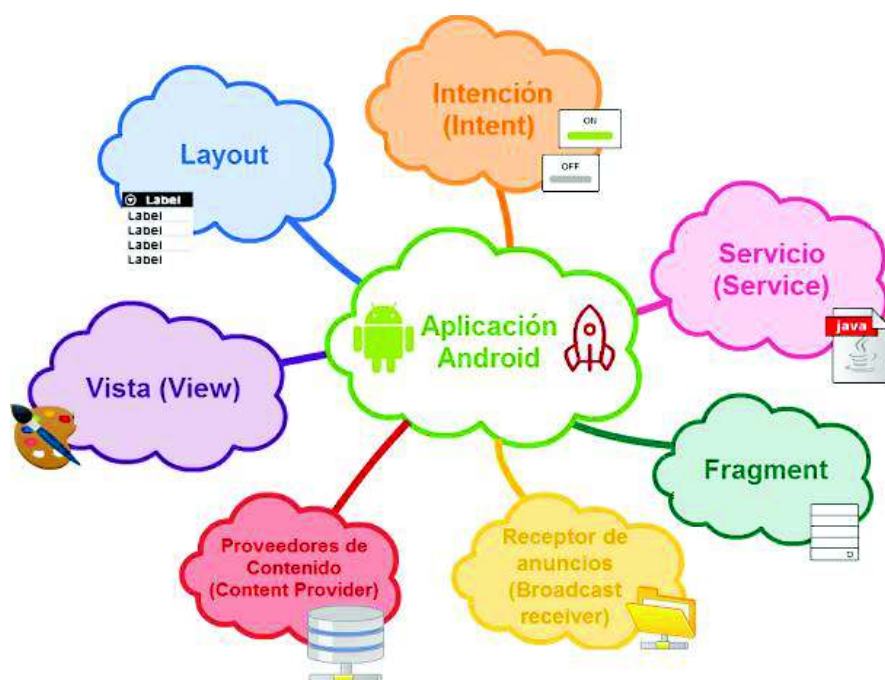 Intención
(Intent)
ON
OFF
Layout
Label
Label
Label
Label
Label
Servicio
(Service)
java
Aplicación
Android
Vista (View)
Fragment
Proveedores de
Contenido
(Content Provider)
Receptor de
anuncios
(Broadcast
receiver)